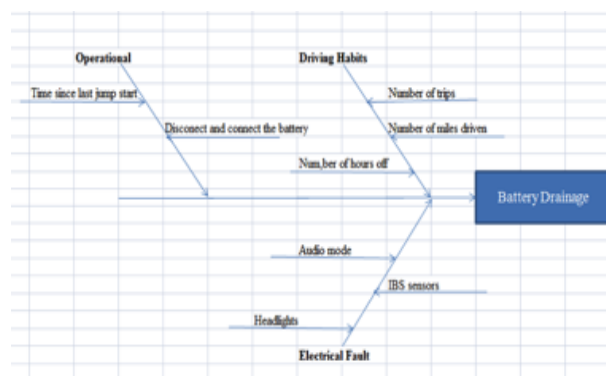 Operational
Driving Habits
Time since last jump start
Number of trips
Disconect and connect the battery
Number of miles driven
Num,ber of hours off
Battery Drainage
Audio mode
IBS sensors
Headlights
Electrical Fault